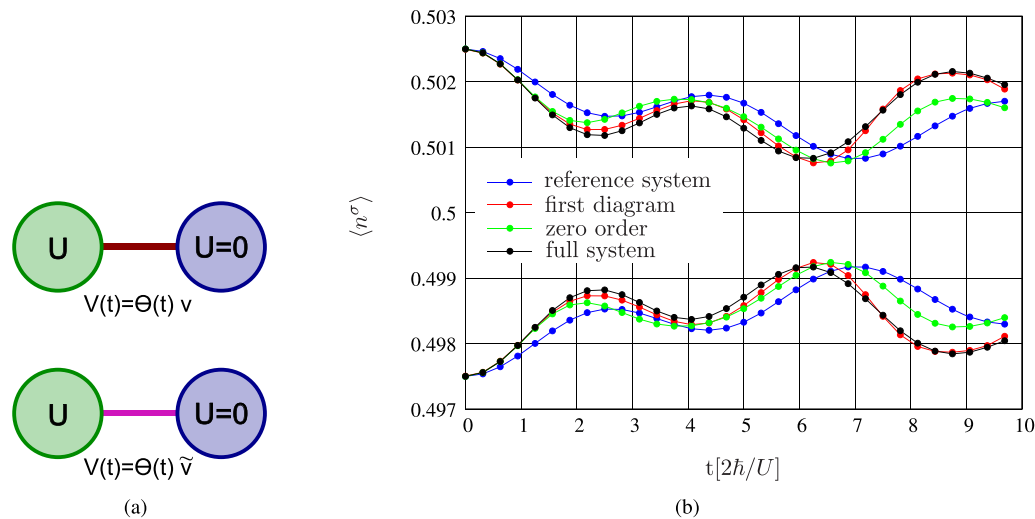 U
U=0
V(t)=Θ(t) v
U
U=0
V(t)=Θ(t) ṽ
(a)
0.503
0.502
0.501
0.5
0.499
0.498
0.497
⟨n^σ⟩
reference system
first diagram
zero order
full system
0 1 2 3 4 5 6 7 8 9 10
t[2ℏ/U]
(b)